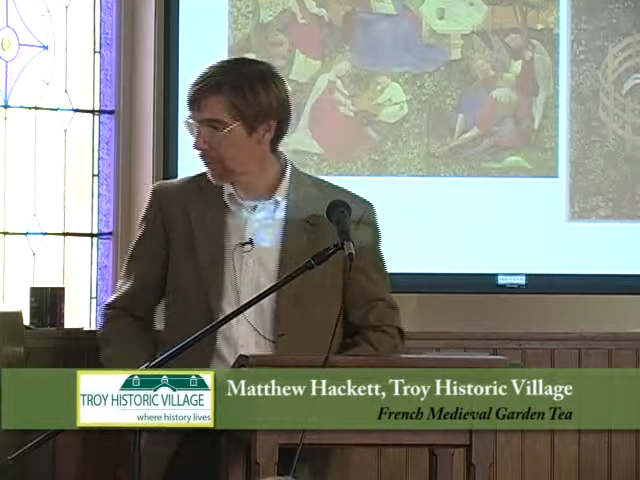 TROY HISTORIC VILLAGE
where history lives
Matthew Hackett, Troy Historic Village
French Medieval Garden Tea